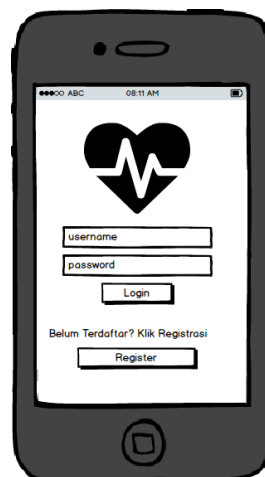 ABC 08:11 AM
username
password
Login
Belum Terdaftar? Klik Registrasi
Register